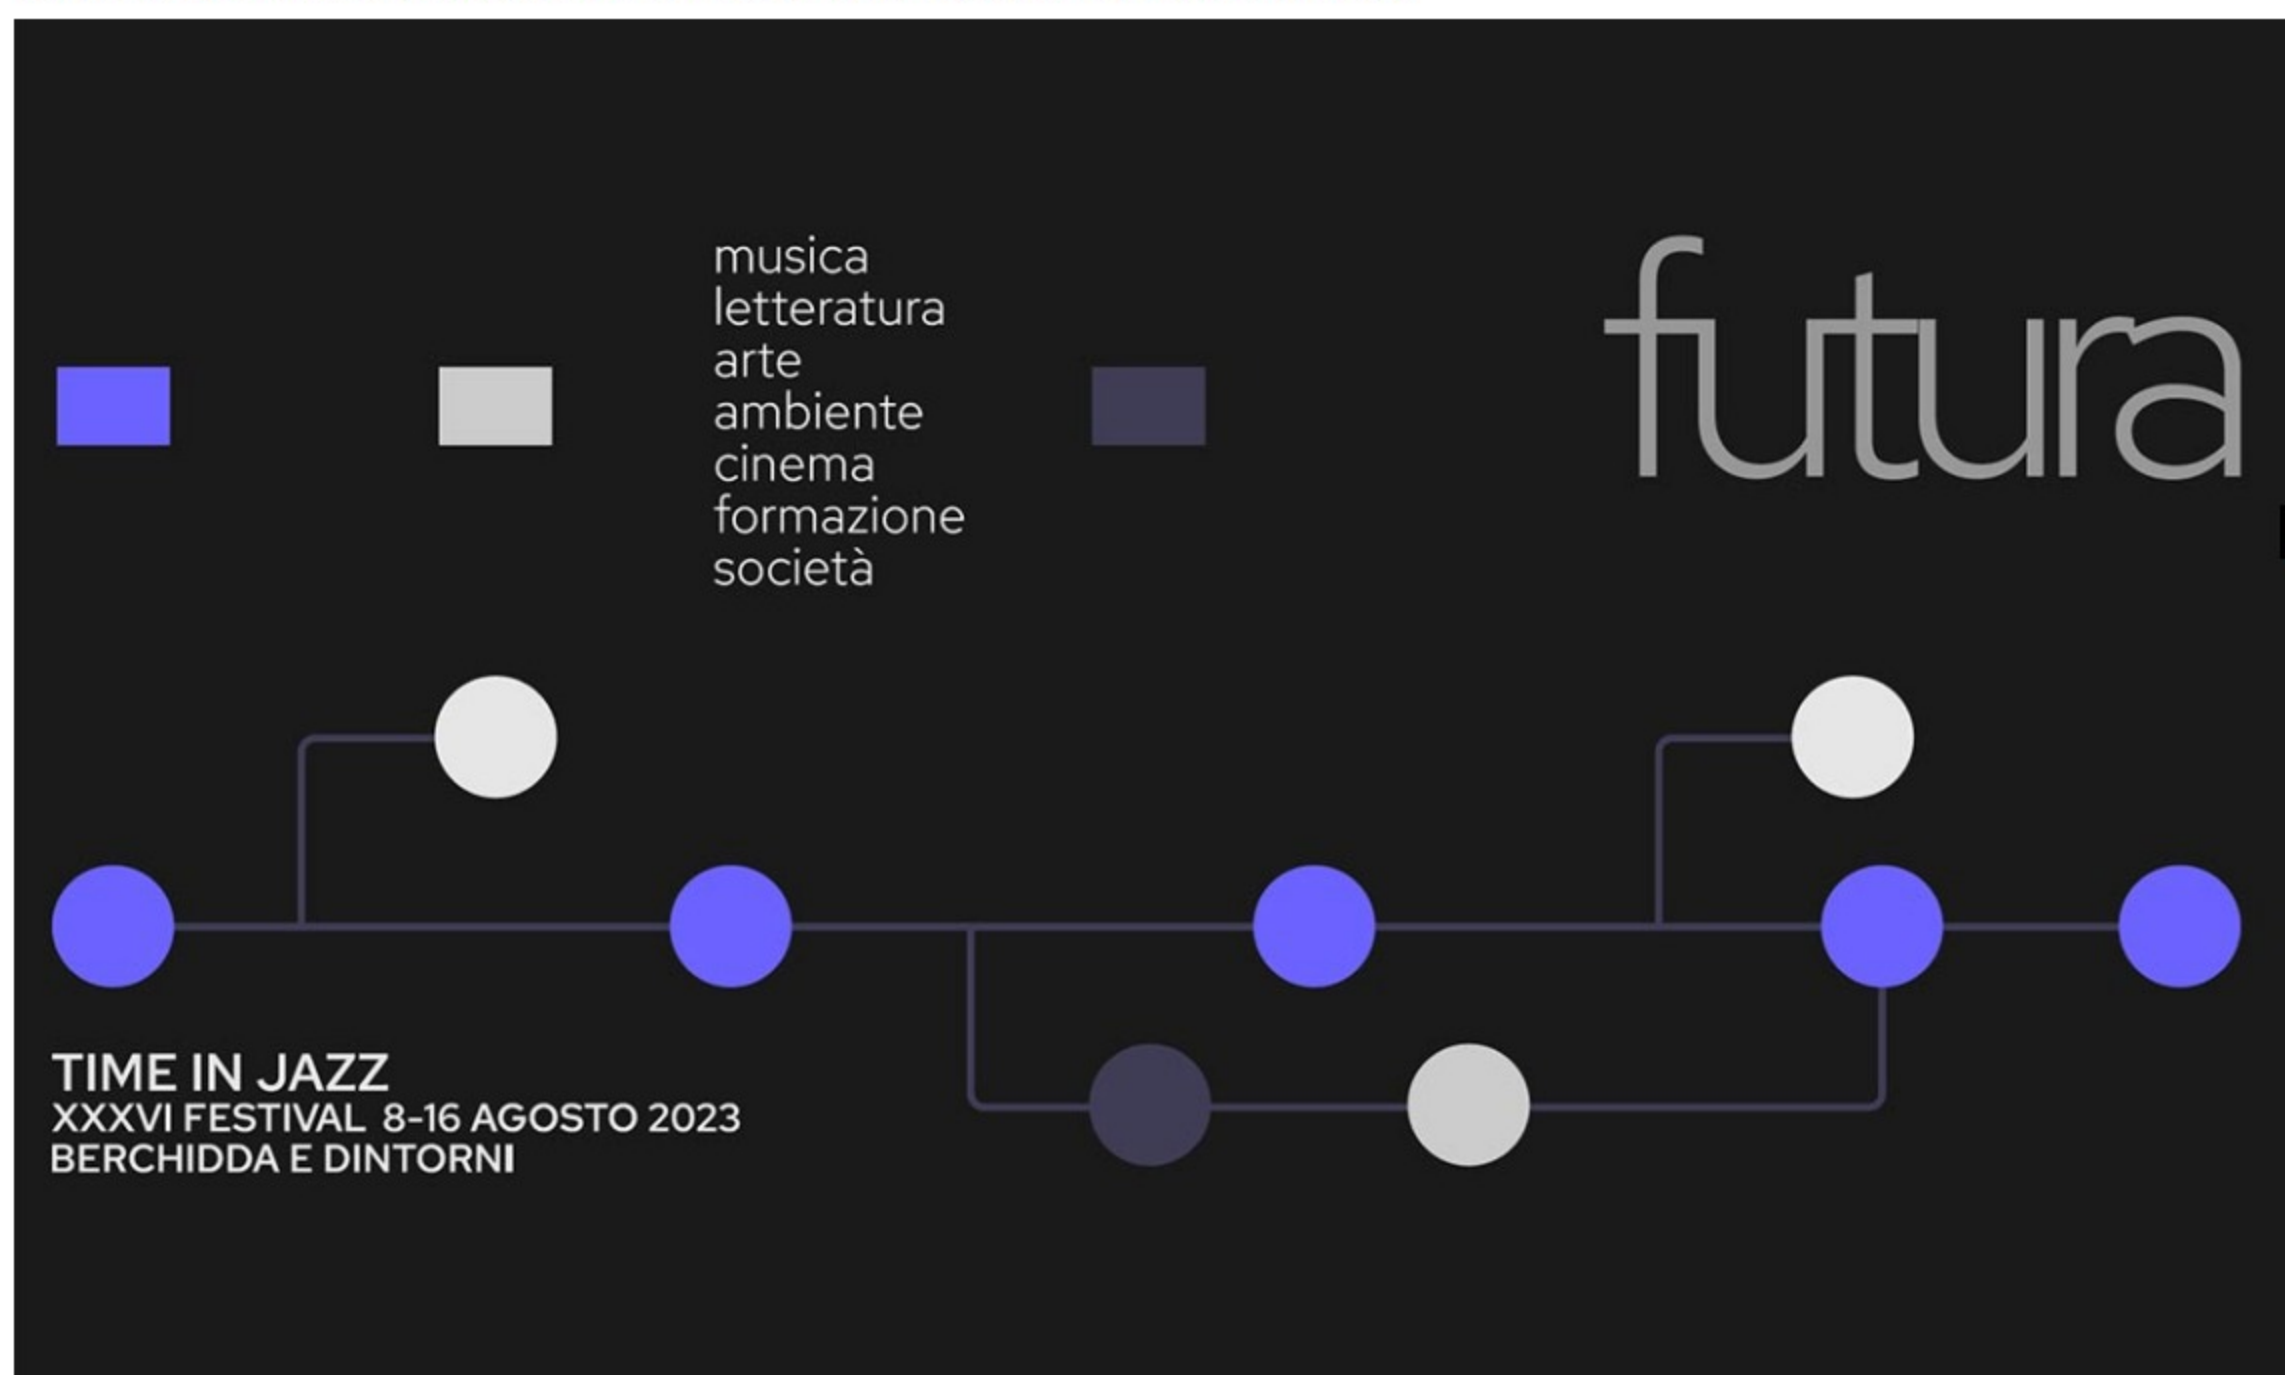 musica
letteratura
arte
ambiente
cinema
formazione
società
futura
TIME IN JAZZ
XXXVI FESTIVAL 8-16 AGOSTO 2023
BERCHIDDA E DINTORNI